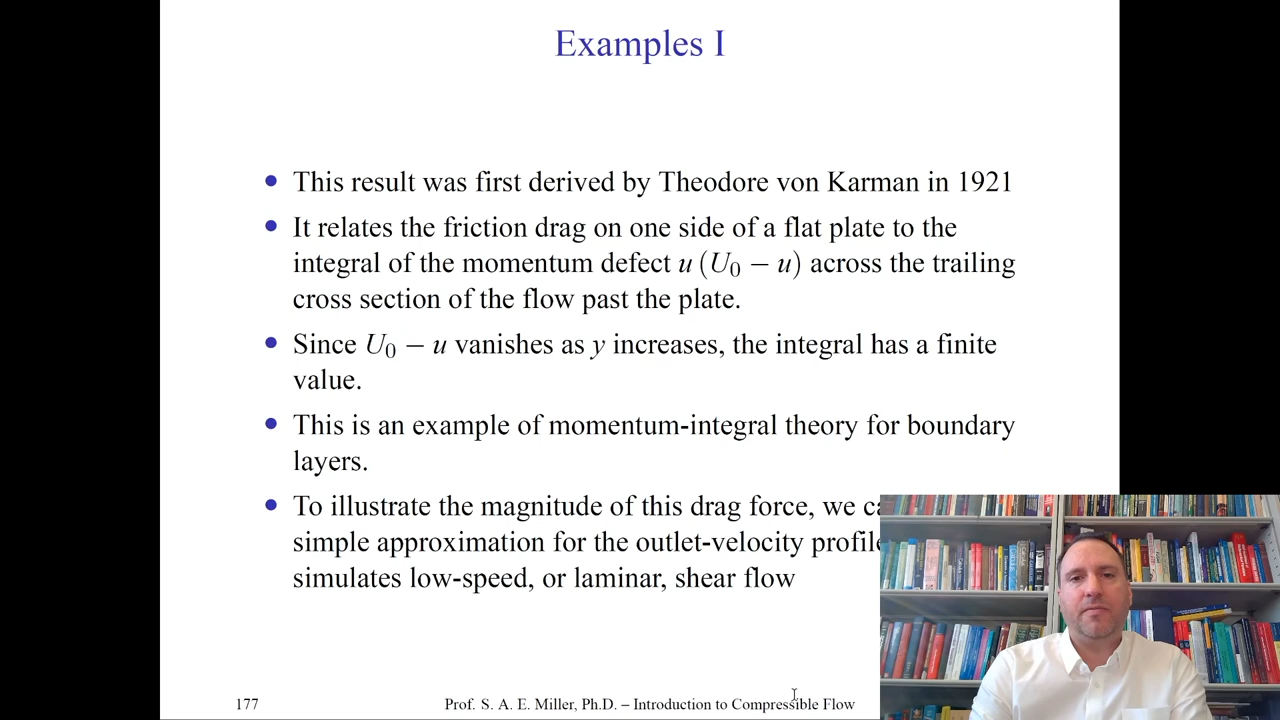 Examples I
• This result was first derived by Theodore von Karman in 1921
• It relates the friction drag on one side of a flat plate to the
integral of the momentum defect u (U₀ − u) across the trailing
cross section of the flow past the plate.
• Since U₀ − u vanishes as y increases, the integral has a finite
value.
• This is an example of momentum-integral theory for boundary
layers.
• To illustrate the magnitude of this drag force, we
simple approximation for the outlet-velocity
simulates low-speed, or laminar, shear flow
177
Prof. S. A. E. Miller, Ph.D. – Introduction to Compressible Flow